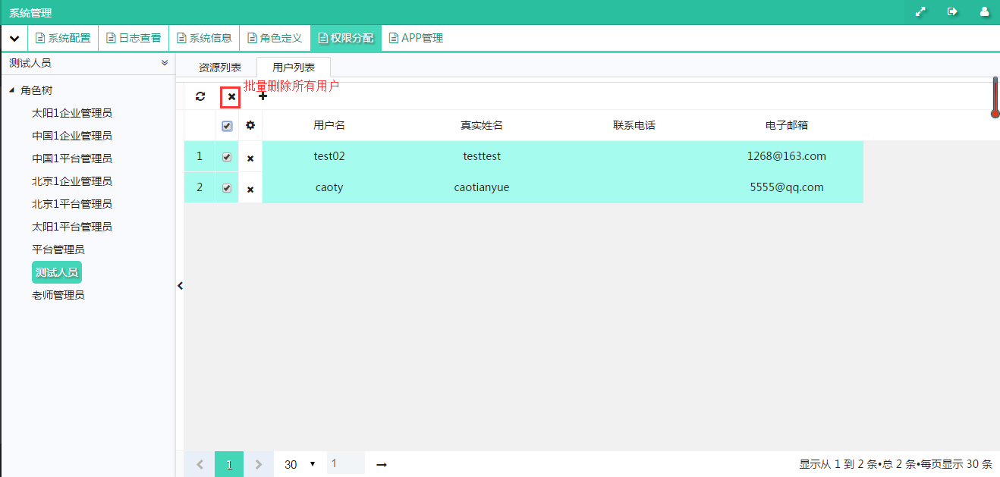 系统管理
系统配置 日志查看 系统信息 角色定义 权限分配 APP管理
测试人员
资源列表 用户列表
批量删除所有用户
角色树
太阳1企业管理员
中国1企业管理员
中国1平台管理员
北京1企业管理员
北京1平台管理员
太阳1平台管理员
平台管理员
测试人员
老师管理员
用户名 真实姓名 联系电话 电子邮箱
1 test02 testtest 1268@163.com
2 caoty caotianyue 5555@qq.com
1 30 1 显示从 1 到 2 条•总 2 条•每页显示 30 条